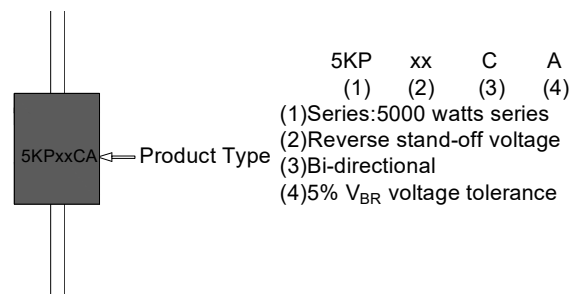 5KPxxCA
Product Type
5KP xx C A
(1) (2) (3) (4)
(1)Series:5000 watts series
(2)Reverse stand-off voltage
(3)Bi-directional
(4)5% VBR voltage tolerance